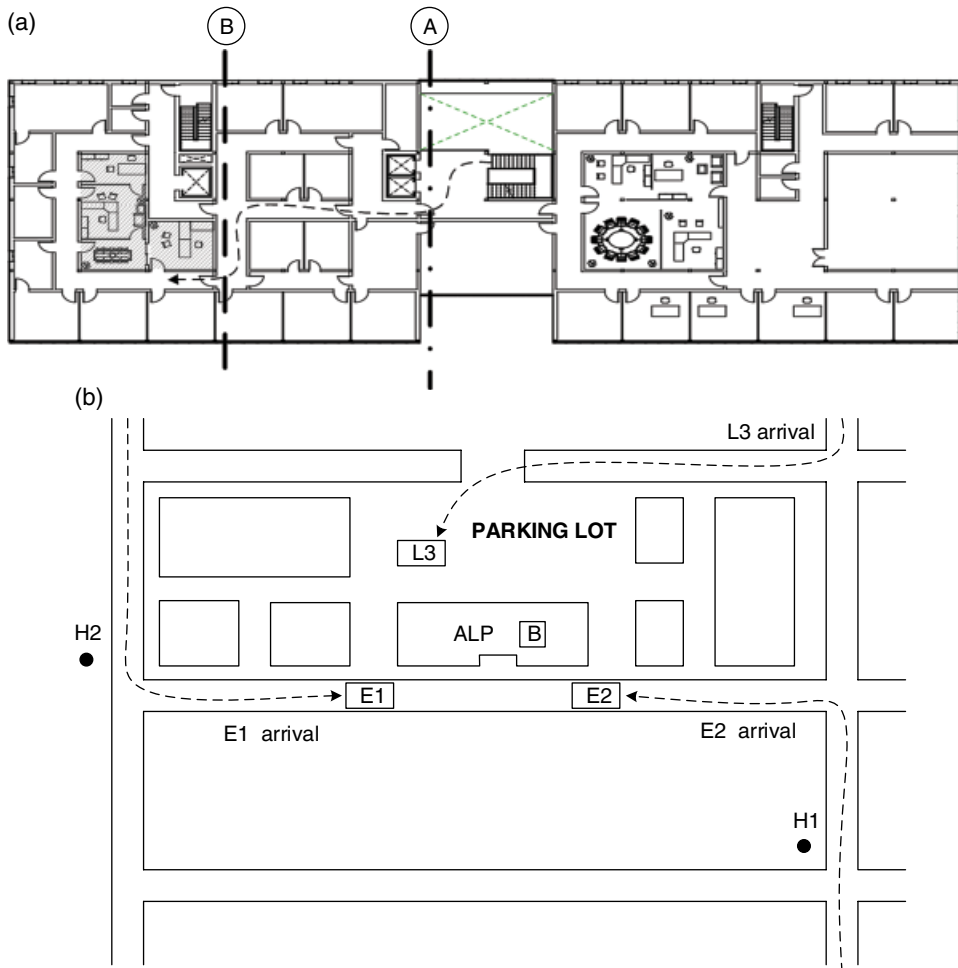 (a)
B
A
(b)
L3 arrival
PARKING LOT
L3
H2
ALP
B
E1
E2
E1 arrival
E2 arrival
H1